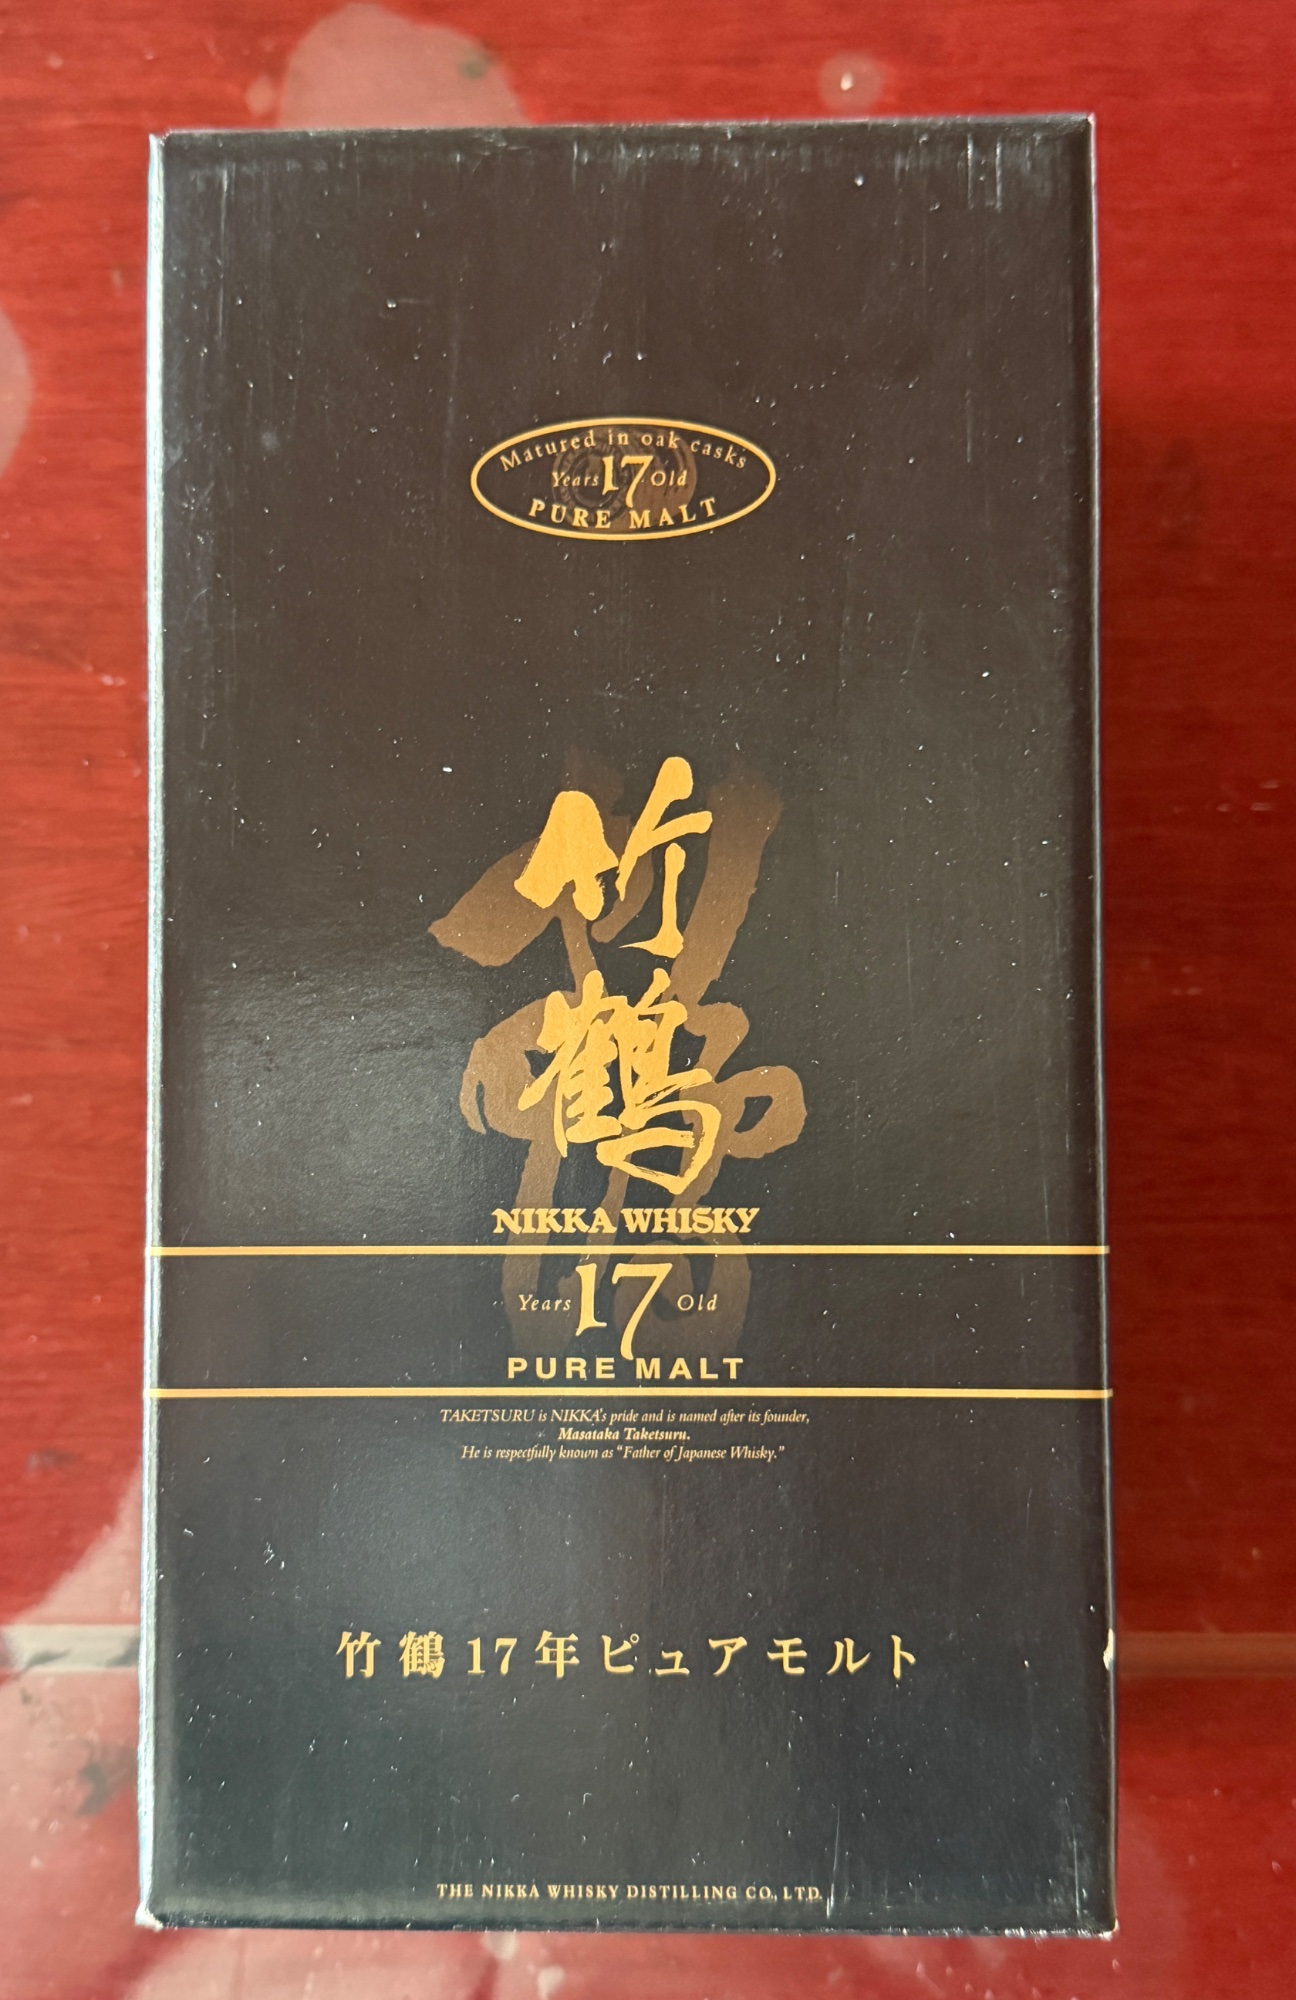 Matured in oak casks
Years 17 Old
PURE MALT
竹
鶴
NIKKA WHISKY
Years 17 Old
PURE MALT
TAKETSURU is NIKKA's pride and is named after its founder,
Masataka Taketsuru.
He is respectfully known as "Father of Japanese Whisky."
竹鶴17年ピュアモルト
THE NIKKA WHISKY DISTILLING CO., LTD.